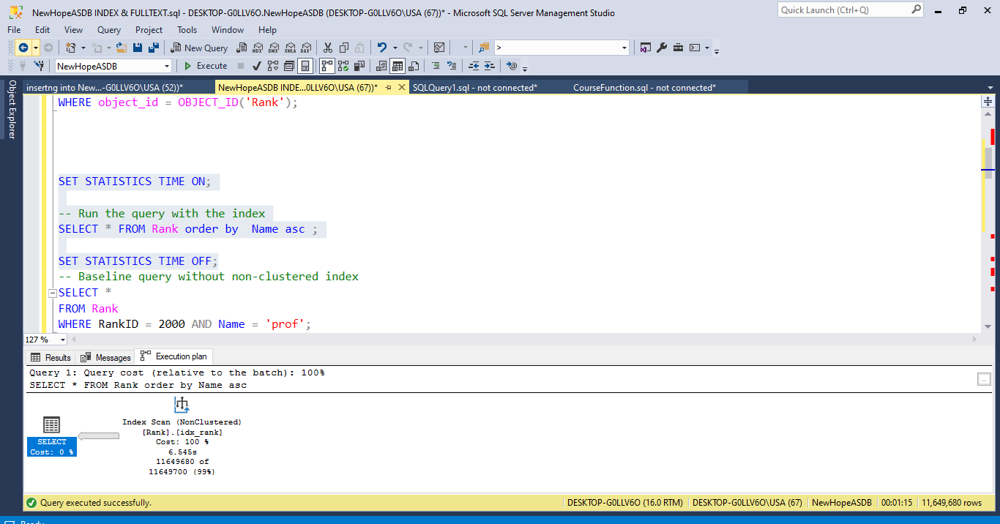 NewHopeASDB INDEX & FULLTEXT.sql - DESKTOP-G0LLV6O.NewHopeASDB (DESKTOP-G0LLV6O\USA (67))* - Microsoft SQL Server Management Studio
Quick Launch (Ctrl+Q)
File Edit View Query Project Tools Window Help
New Query MDX DMX XMLA DAX >
NewHopeASDB Execute
Object Explorer
insertng into New...-G0LLV6O\USA (52))* NewHopeASDB INDE...0LLV6O\USA (67))* SQLQuery1.sql - not connected* CourseFunction.sql - not connected*
WHERE object_id = OBJECT_ID('Rank');
SET STATISTICS TIME ON;
-- Run the query with the index
SELECT * FROM Rank order by  Name asc ;
SET STATISTICS TIME OFF;
-- Baseline query without non-clustered index
SELECT *
FROM Rank
WHERE RankID = 2000 AND Name = 'prof';
127 %
Results Messages Execution plan
Query 1: Query cost (relative to the batch): 100%
SELECT * FROM Rank order by Name asc
...
Index Scan (NonClustered)
[Rank].[idx_rank]
Cost: 100 %
6.545s
11649680 of
11649700 (99%)
SELECT
Cost: 0 %
Query executed successfully. DESKTOP-G0LLV6O (16.0 RTM) DESKTOP-G0LLV6O\USA (67) NewHopeASDB 00:01:15 11,649,680 rows
Ready